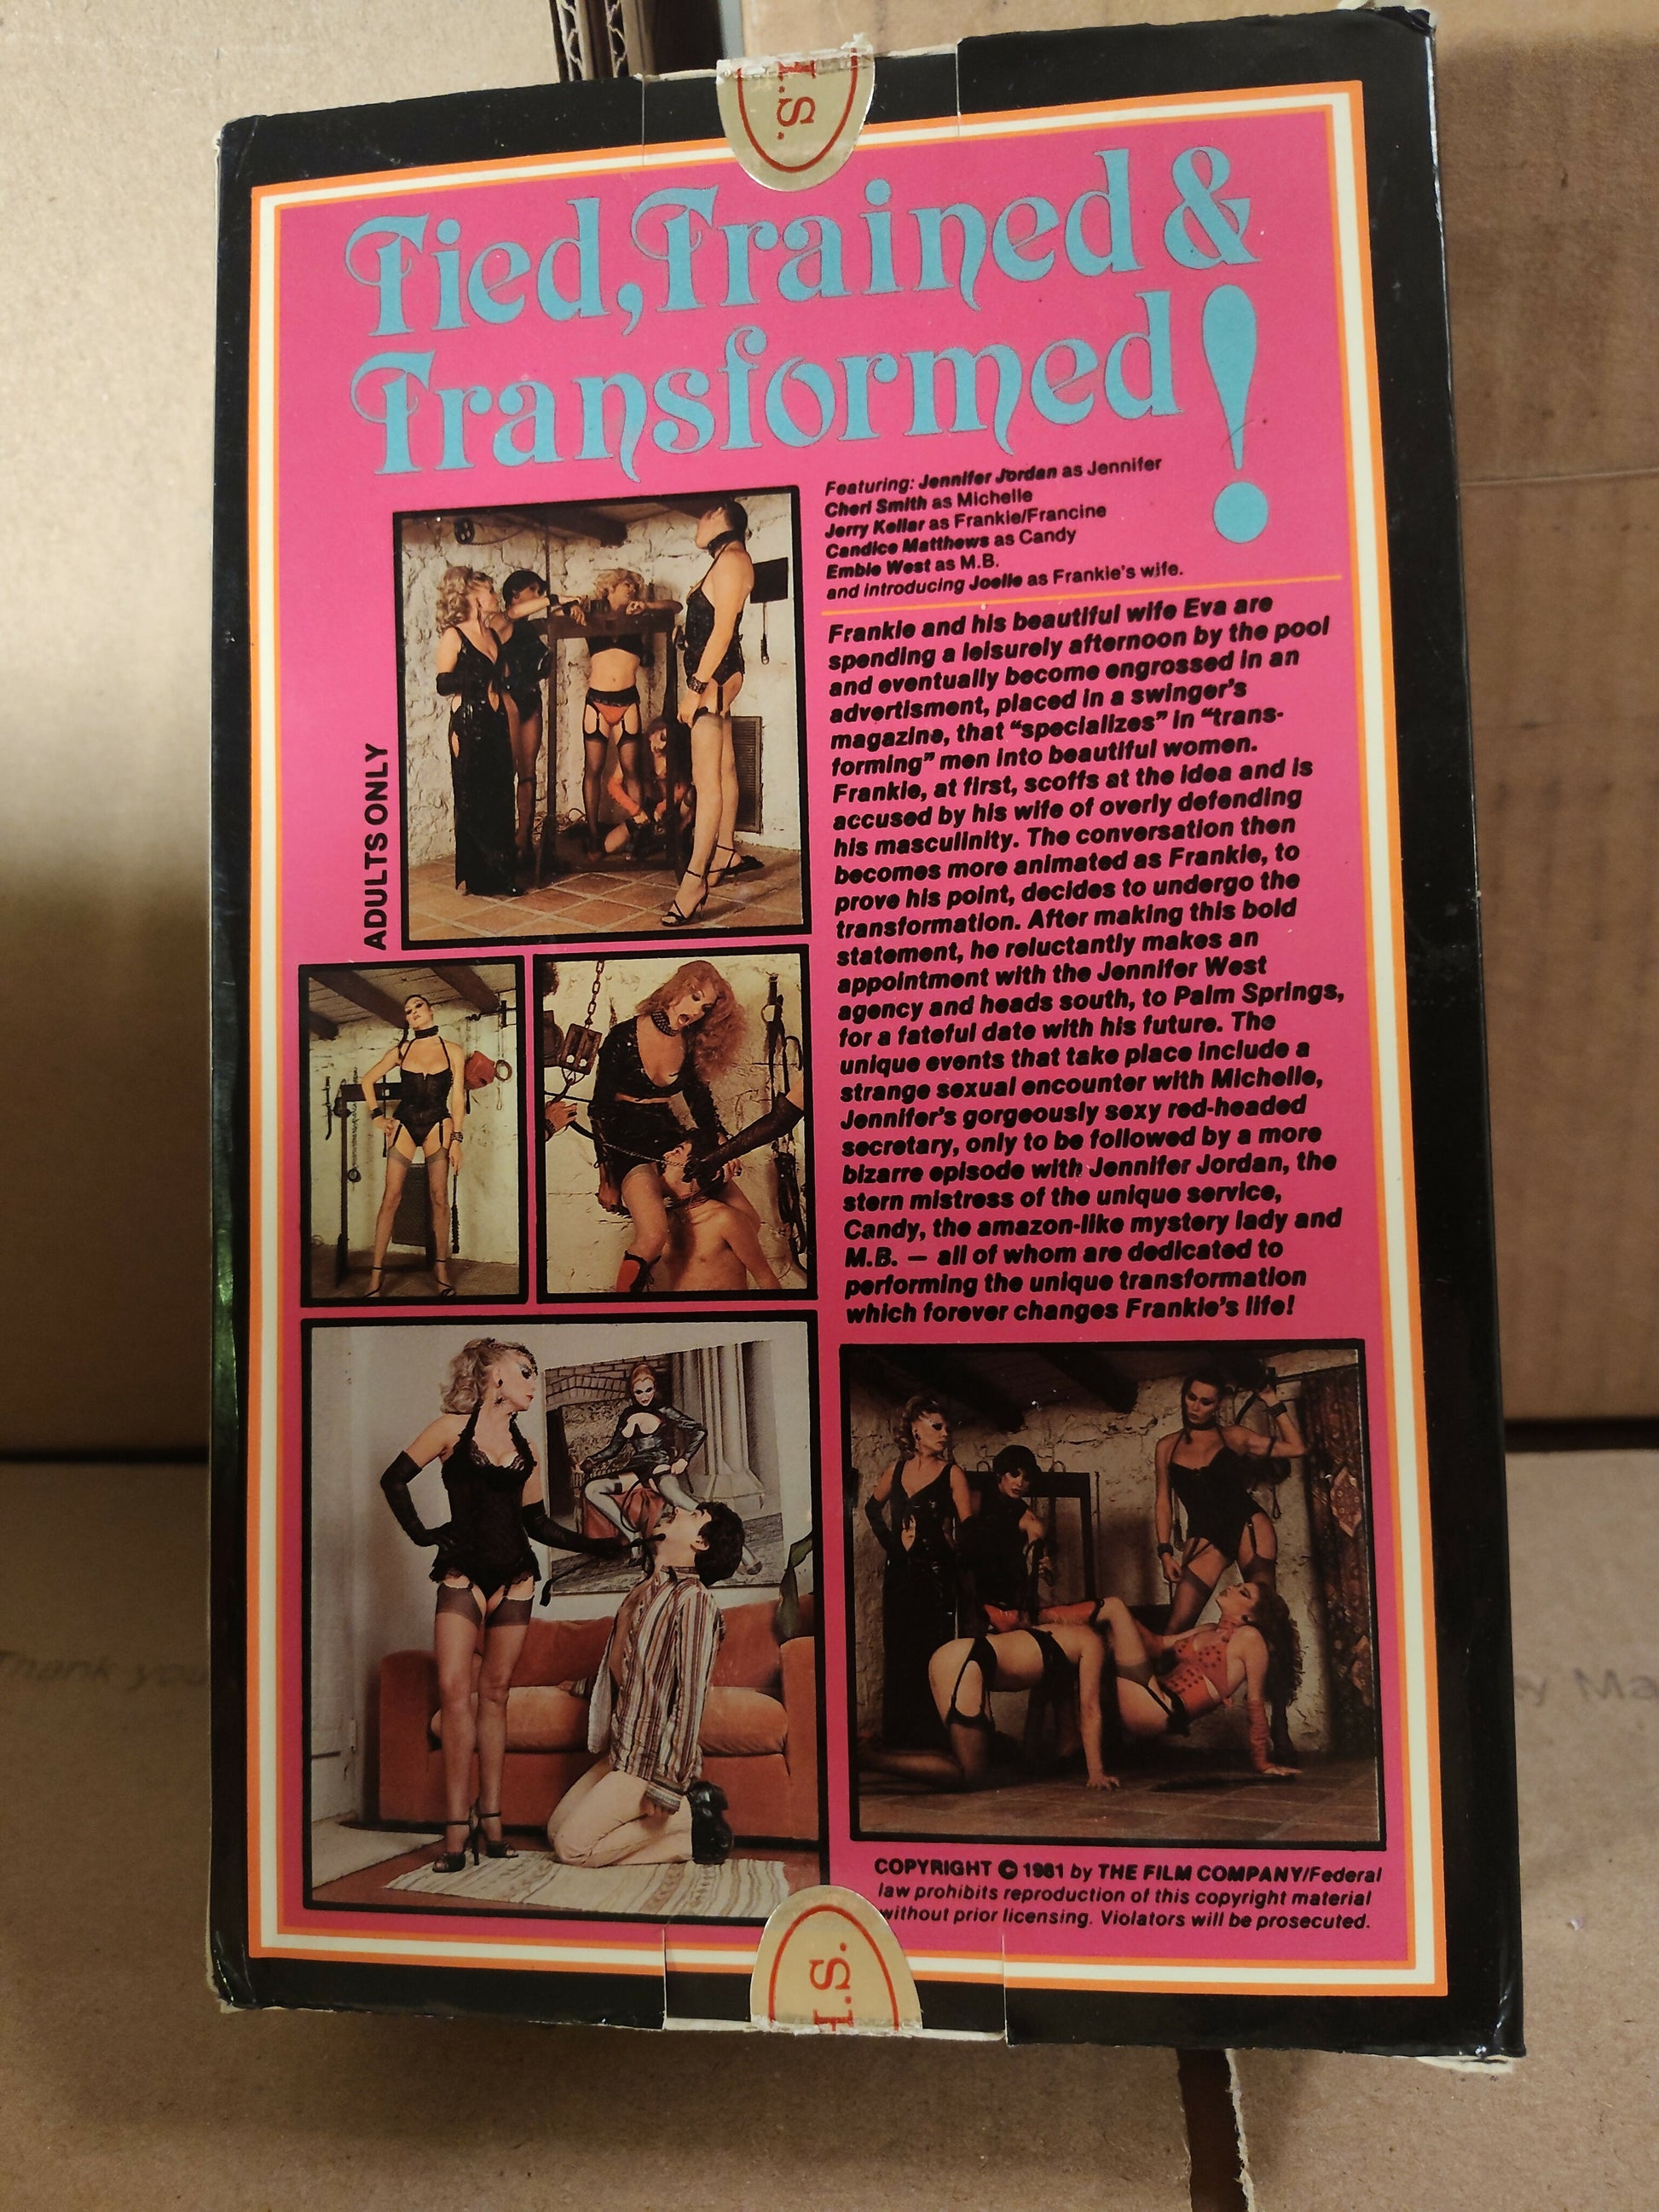 I.S.
Tied, Trained &
Transformed!
Featuring: Jennifer Jordan as Jennifer
Cheri Smith as Michelle
Jerry Kellar as Frankie/Francine
Candice Matthews as Candy
Emble West as M.B.
and introducing Joelle as Frankie's wife.
ADULTS ONLY
Frankie and his beautiful wife Eva are
spending a leisurely afternoon by the pool
and eventually become engrossed in an
advertisment, placed in a swinger's
magazine, that “specializes” in “trans-
forming” men into beautiful women.
Frankie, at first, scoffs at the idea and is
accused by his wife of overly defending
his masculinity. The conversation then
becomes more animated as Frankie, to
prove his point, decides to undergo the
transformation. After making this bold
statement, he reluctantly makes an
appointment with the Jennifer West
agency and heads south, to Palm Springs,
for a fateful date with his future. The
unique events that take place include a
strange sexual encounter with Michelle,
Jennifer's gorgeously sexy red-headed
secretary, only to be followed by a more
bizarre episode with Jennifer Jordan, the
stern mistress of the unique service,
Candy, the amazon-like mystery lady and
M.B. — all of whom are dedicated to
performing the unique transformation
which forever changes Frankie's life!
COPYRIGHT © 1981 by THE FILM COMPANY/Federal
law prohibits reproduction of this copyright material
without prior licensing. Violators will be prosecuted.
I.S.
Thank you